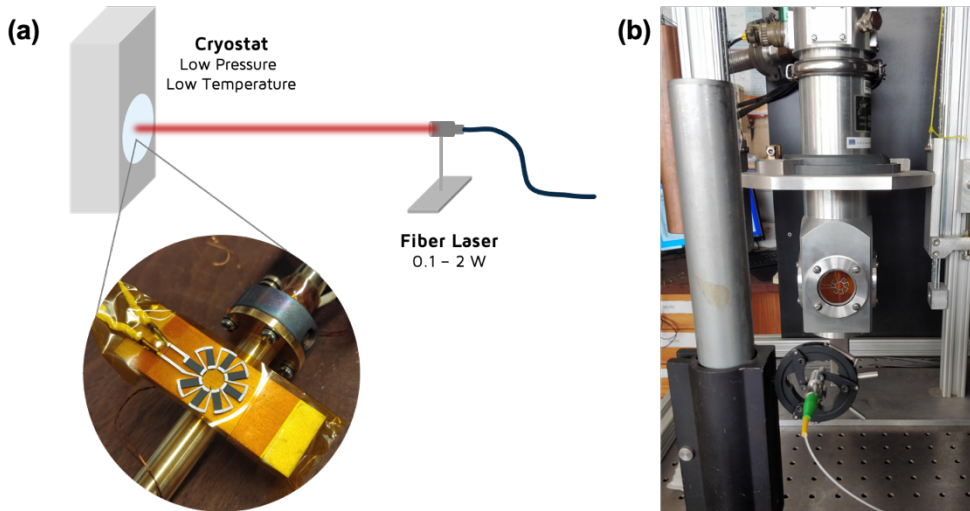 (a)
Cryostat
Low Pressure
Low Temperature
Fiber Laser
0.1 – 2 W
(b)